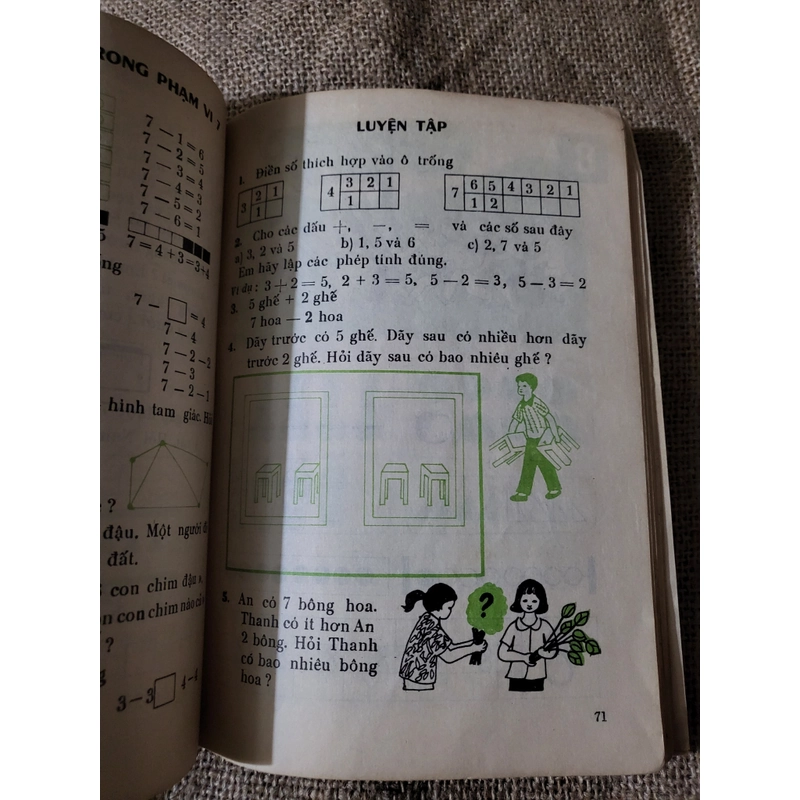 RONG PHẠM VI 7
7 — 1 = 6
7 — 2 = 5
7 — 3 = 4
7 — 4 = 3
7 — 5 = 2
7 — 6 = 1
5
7 = 4 + 3 = 3 + 4
7 — □ = 4
7 — 4
7 — 2 — 2
7 — 3
7 — 2 — 1
hình tam giác.
?
đậu. Một người
đất.
con chim đậu
con chim nào
?
3 — 3 □ 4 — 4
LUYỆN TẬP
1. Điền số thích hợp vào ô trống
3 2 1
1
4 3 2 1
1
7 6 5 4 3 2 1
1 2
2. Cho các dấu +, —, = và các số sau đây
a) 3, 2 và 5 b) 1, 5 và 6 c) 2, 7 và 5
Em hãy lập các phép tính đúng.
Ví dụ : 3 + 2 = 5, 2 + 3 = 5, 5 — 2 = 3, 5 — 3 = 2
3. 5 ghế + 2 ghế
7 hoa — 2 hoa
4. Dãy trước có 5 ghế. Dãy sau có nhiều hơn dãy
trước 2 ghế. Hỏi dãy sau có bao nhiêu ghế ?
5. An có 7 bông hoa.
Thanh có ít hơn An
2 bông. Hỏi Thanh
có bao nhiêu bông
hoa ?
?
71